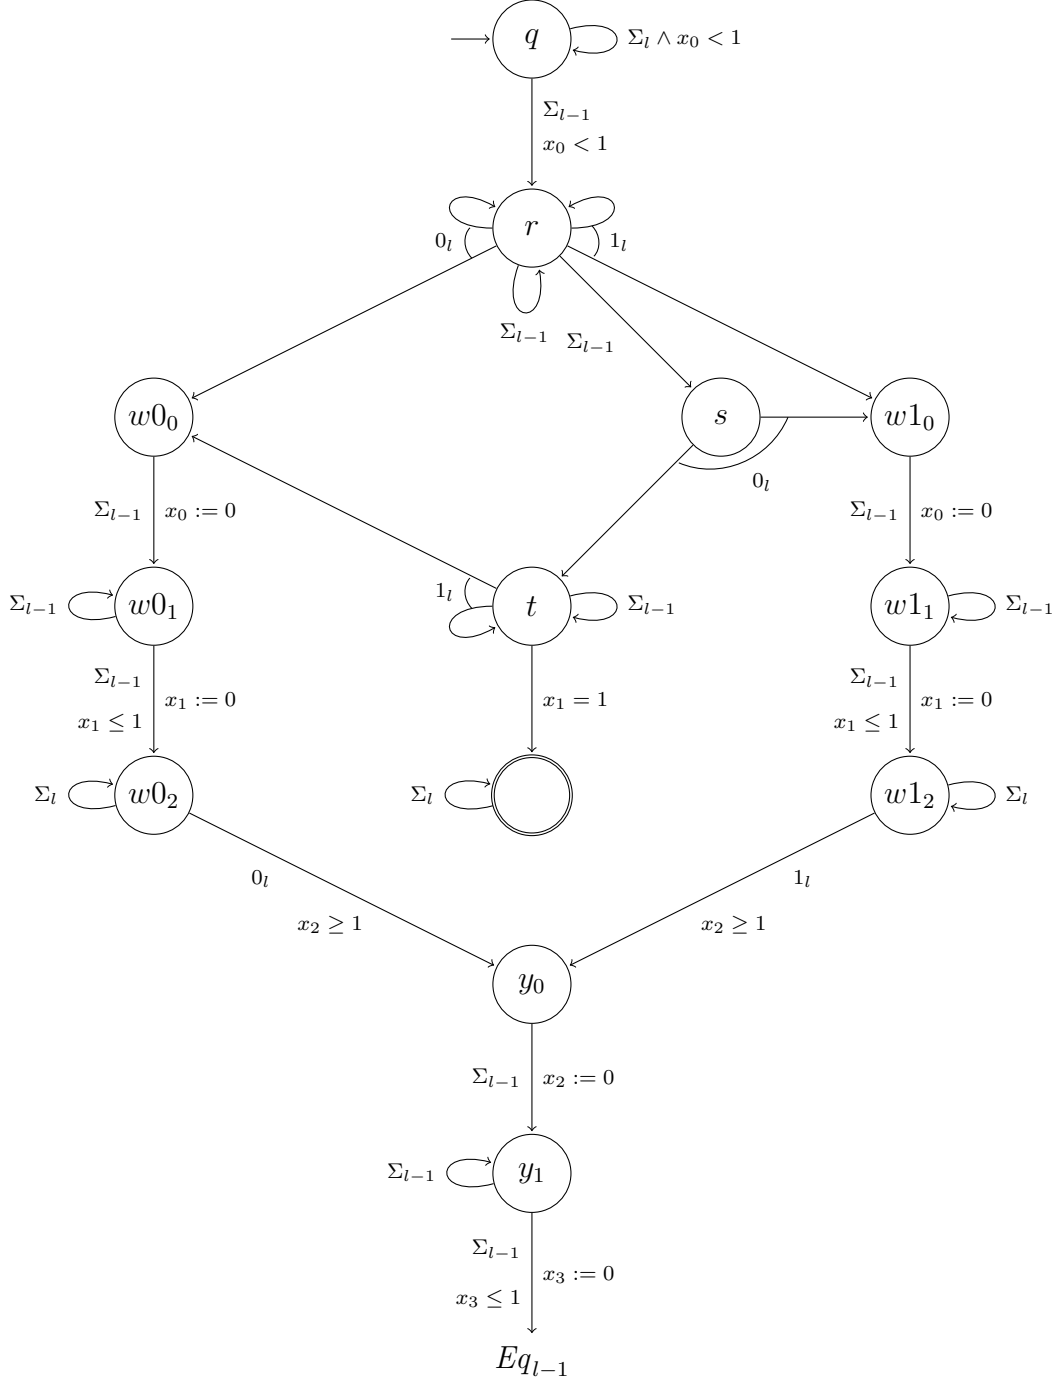 q
Σ_l ∧ x_0 < 1
Σ_{l−1}
x_0 < 1
r
0_l
1_l
Σ_{l−1}
Σ_{l−1}
w0_0
s
w1_0
0_l
Σ_{l−1} x_0 := 0
Σ_{l−1} x_0 := 0
Σ_{l−1}
w0_1
1_l
t
Σ_{l−1}
w1_1
Σ_{l−1}
Σ_{l−1}
x_1 ≤ 1
x_1 := 0
x_1 = 1
Σ_{l−1}
x_1 ≤ 1
x_1 := 0
Σ_l
w0_2
Σ_l
w1_2
Σ_l
0_l
x_2 ≥ 1
1_l
x_2 ≥ 1
y_0
Σ_{l−1} x_2 := 0
Σ_{l−1}
y_1
Σ_{l−1}
x_3 ≤ 1
x_3 := 0
Eq_{l−1}